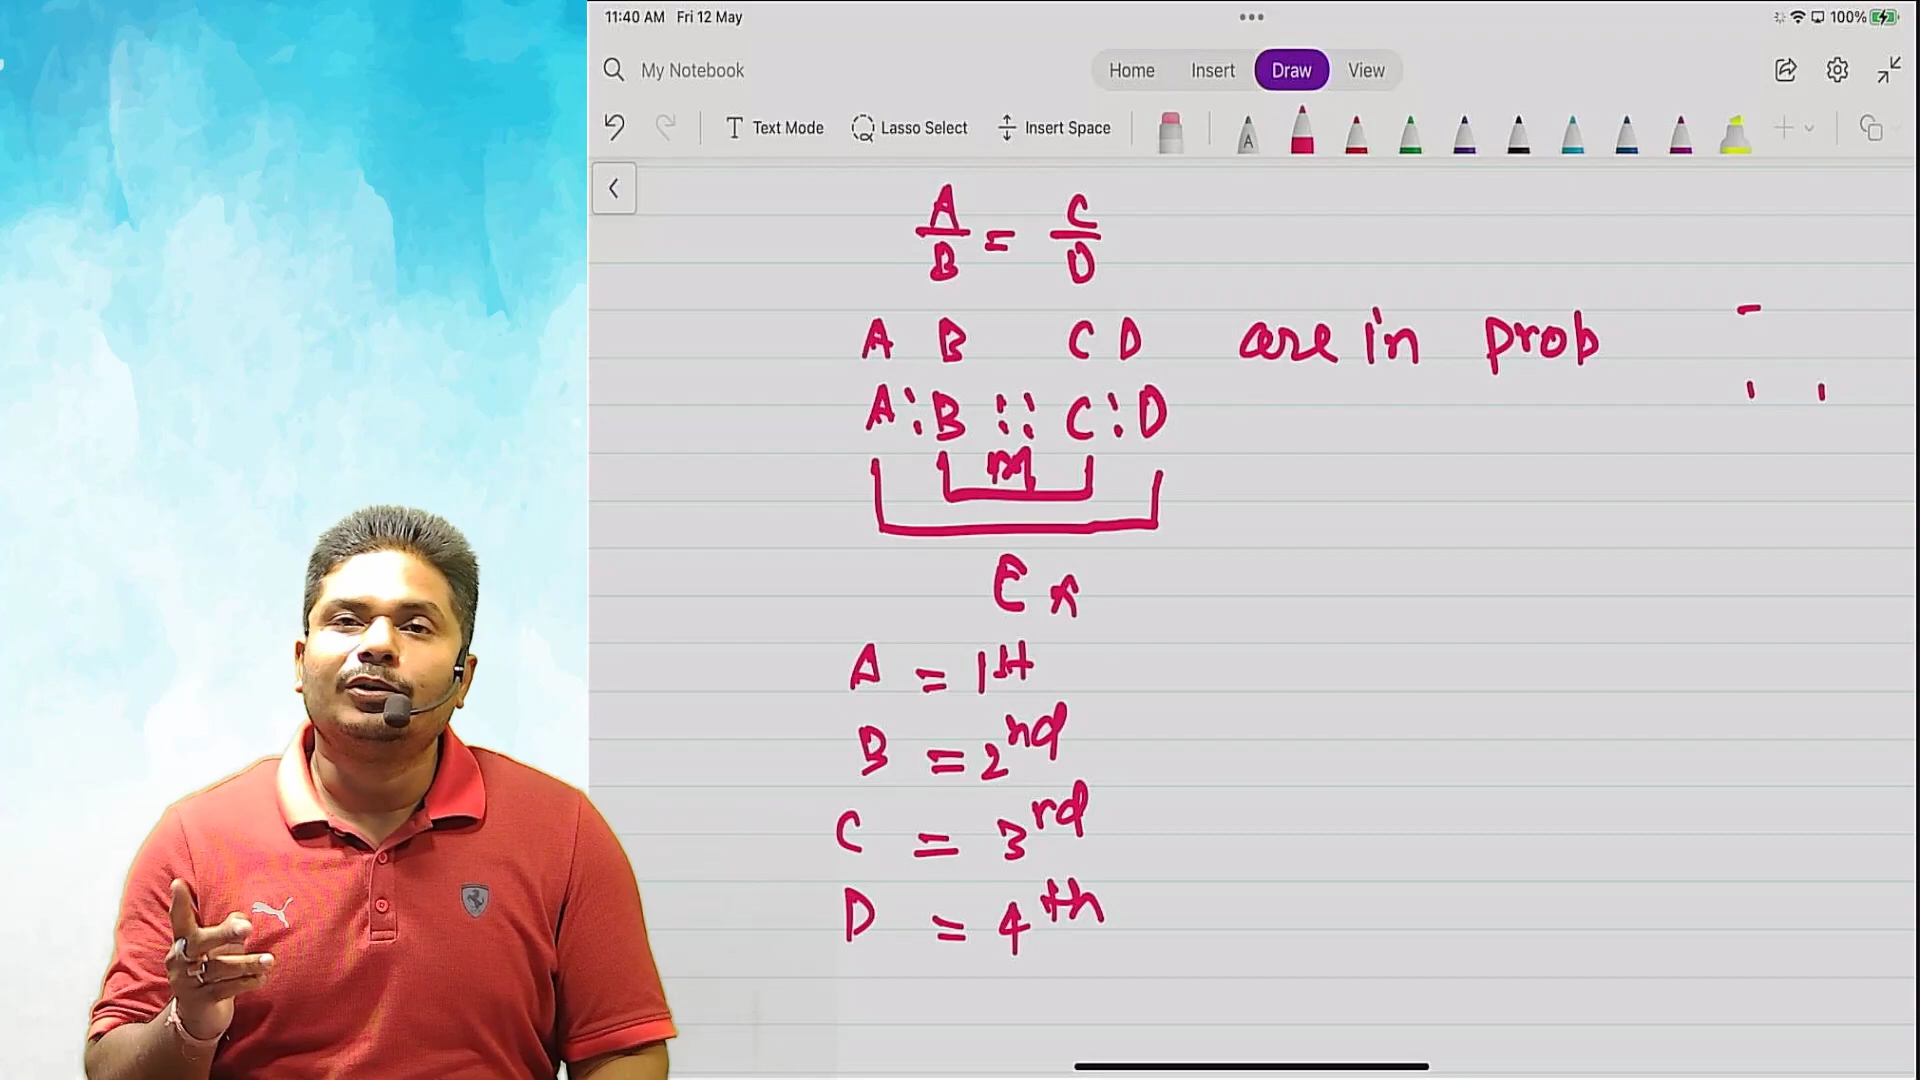 11:40 AM Fri 12 May
100%
My Notebook
Home Insert Draw View
Text Mode Lasso Select Insert Space
A/B = C/D
A B C D are in prop
A : B :: C : D
m
Ex
A = 1st
B = 2nd
C = 3rd
D = 4th